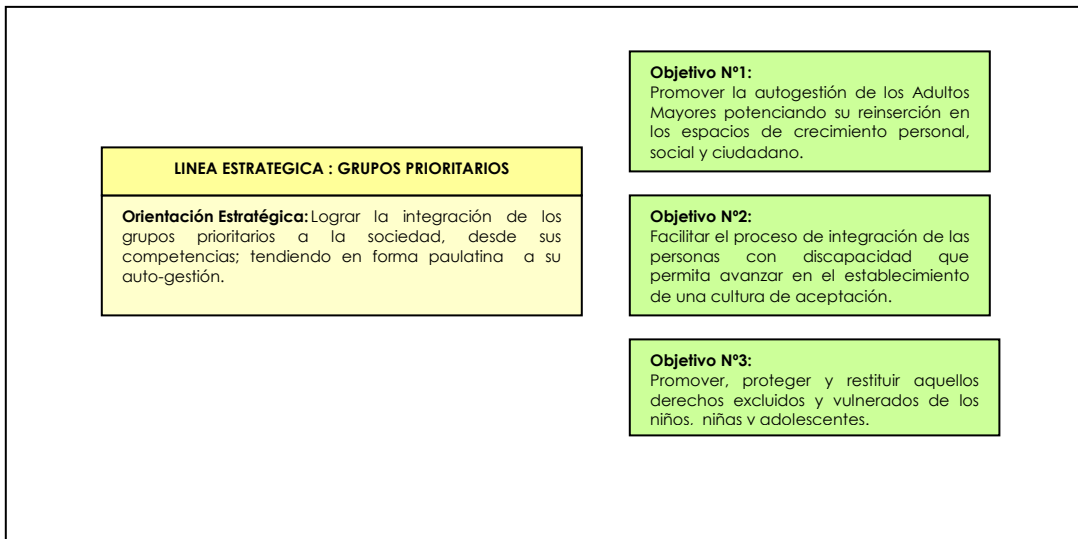 LINEA ESTRATEGICA : GRUPOS PRIORITARIOS
Orientación Estratégica: Lograr la integración de los
grupos prioritarios a la sociedad, desde sus
competencias; tendiendo en forma paulatina a su
auto-gestión.
Objetivo Nº1:
Promover la autogestión de los Adultos
Mayores potenciando su reinserción en
los espacios de crecimiento personal,
social y ciudadano.
Objetivo Nº2:
Facilitar el proceso de integración de las
personas con discapacidad que
permita avanzar en el establecimiento
de una cultura de aceptación.
Objetivo Nº3:
Promover, proteger y restituir aquellos
derechos excluidos y vulnerados de los
niños, niñas y adolescentes.